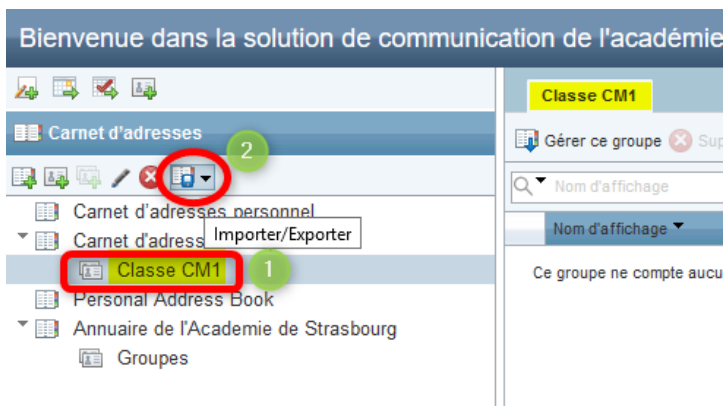 Bienvenue dans la solution de communication de l'académie
Carnet d'adresses
2
Carnet d'adresses personnel
Carnet d'adress
Importer/Exporter
Classe CM1
1
Personal Address Book
Annuaire de l'Academie de Strasbourg
Groupes
Classe CM1
Gérer ce groupe Sup
Nom d'affichage
Nom d'affichage
Ce groupe ne compte aucu